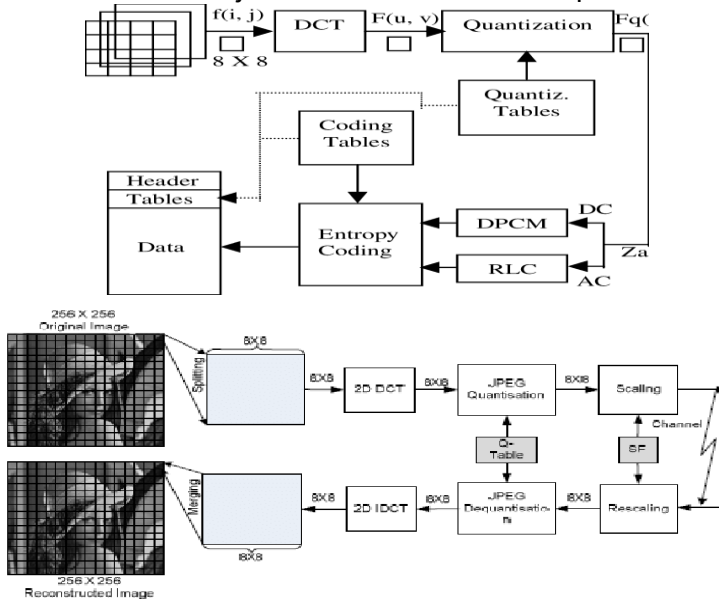 f(i, j)
DCT
F(u, v)
Quantization
Fq(
8 X 8
Quantiz.
Tables
Coding
Tables
Header
Tables
Data
Entropy
Coding
DPCM
DC
RLC
AC
Za
256 X 256
Original Image
Splitting
8X8
8X8
2D DCT
8X8
JPEG
Quantisation
8X8
Scaling
Channel
Q-
Table
SF
Merging
8X8
8X8
2D IDCT
8X8
JPEG
Dequantisatio
n
8X8
Rescaling
256 X 256
Reconstructed Image